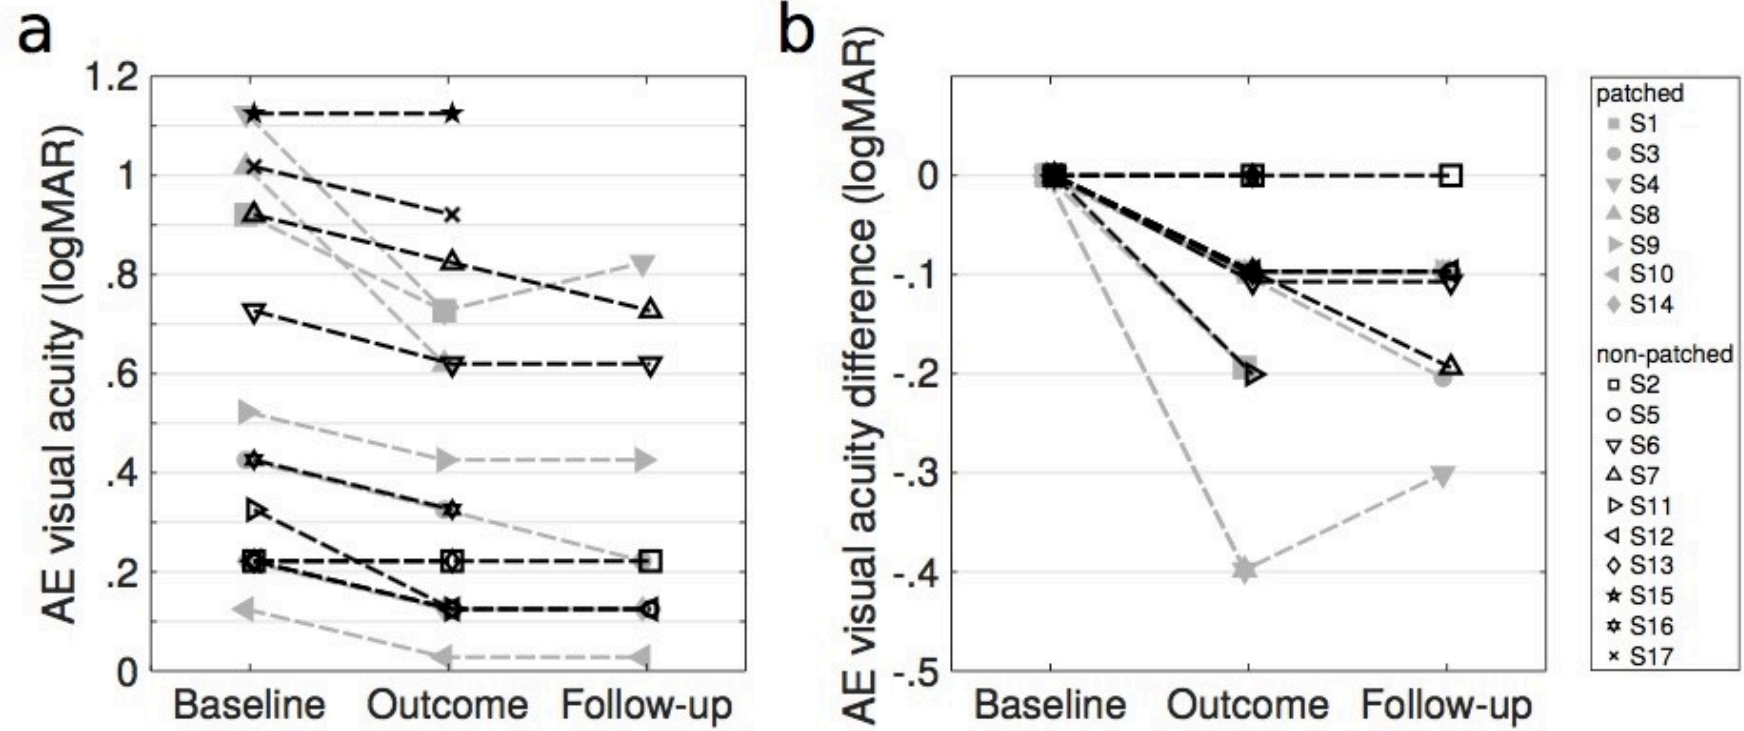 a
AE visual acuity (logMAR)
1.2
1
.8
.6
.4
.2
0
Baseline
Outcome
Follow-up
b
AE visual acuity difference (logMAR)
0
-.1
-.2
-.3
-.4
-.5
Baseline
Outcome
Follow-up
patched
S1
S3
S4
S8
S9
S10
S14
non-patched
S2
S5
S6
S7
S11
S12
S13
S15
S16
S17